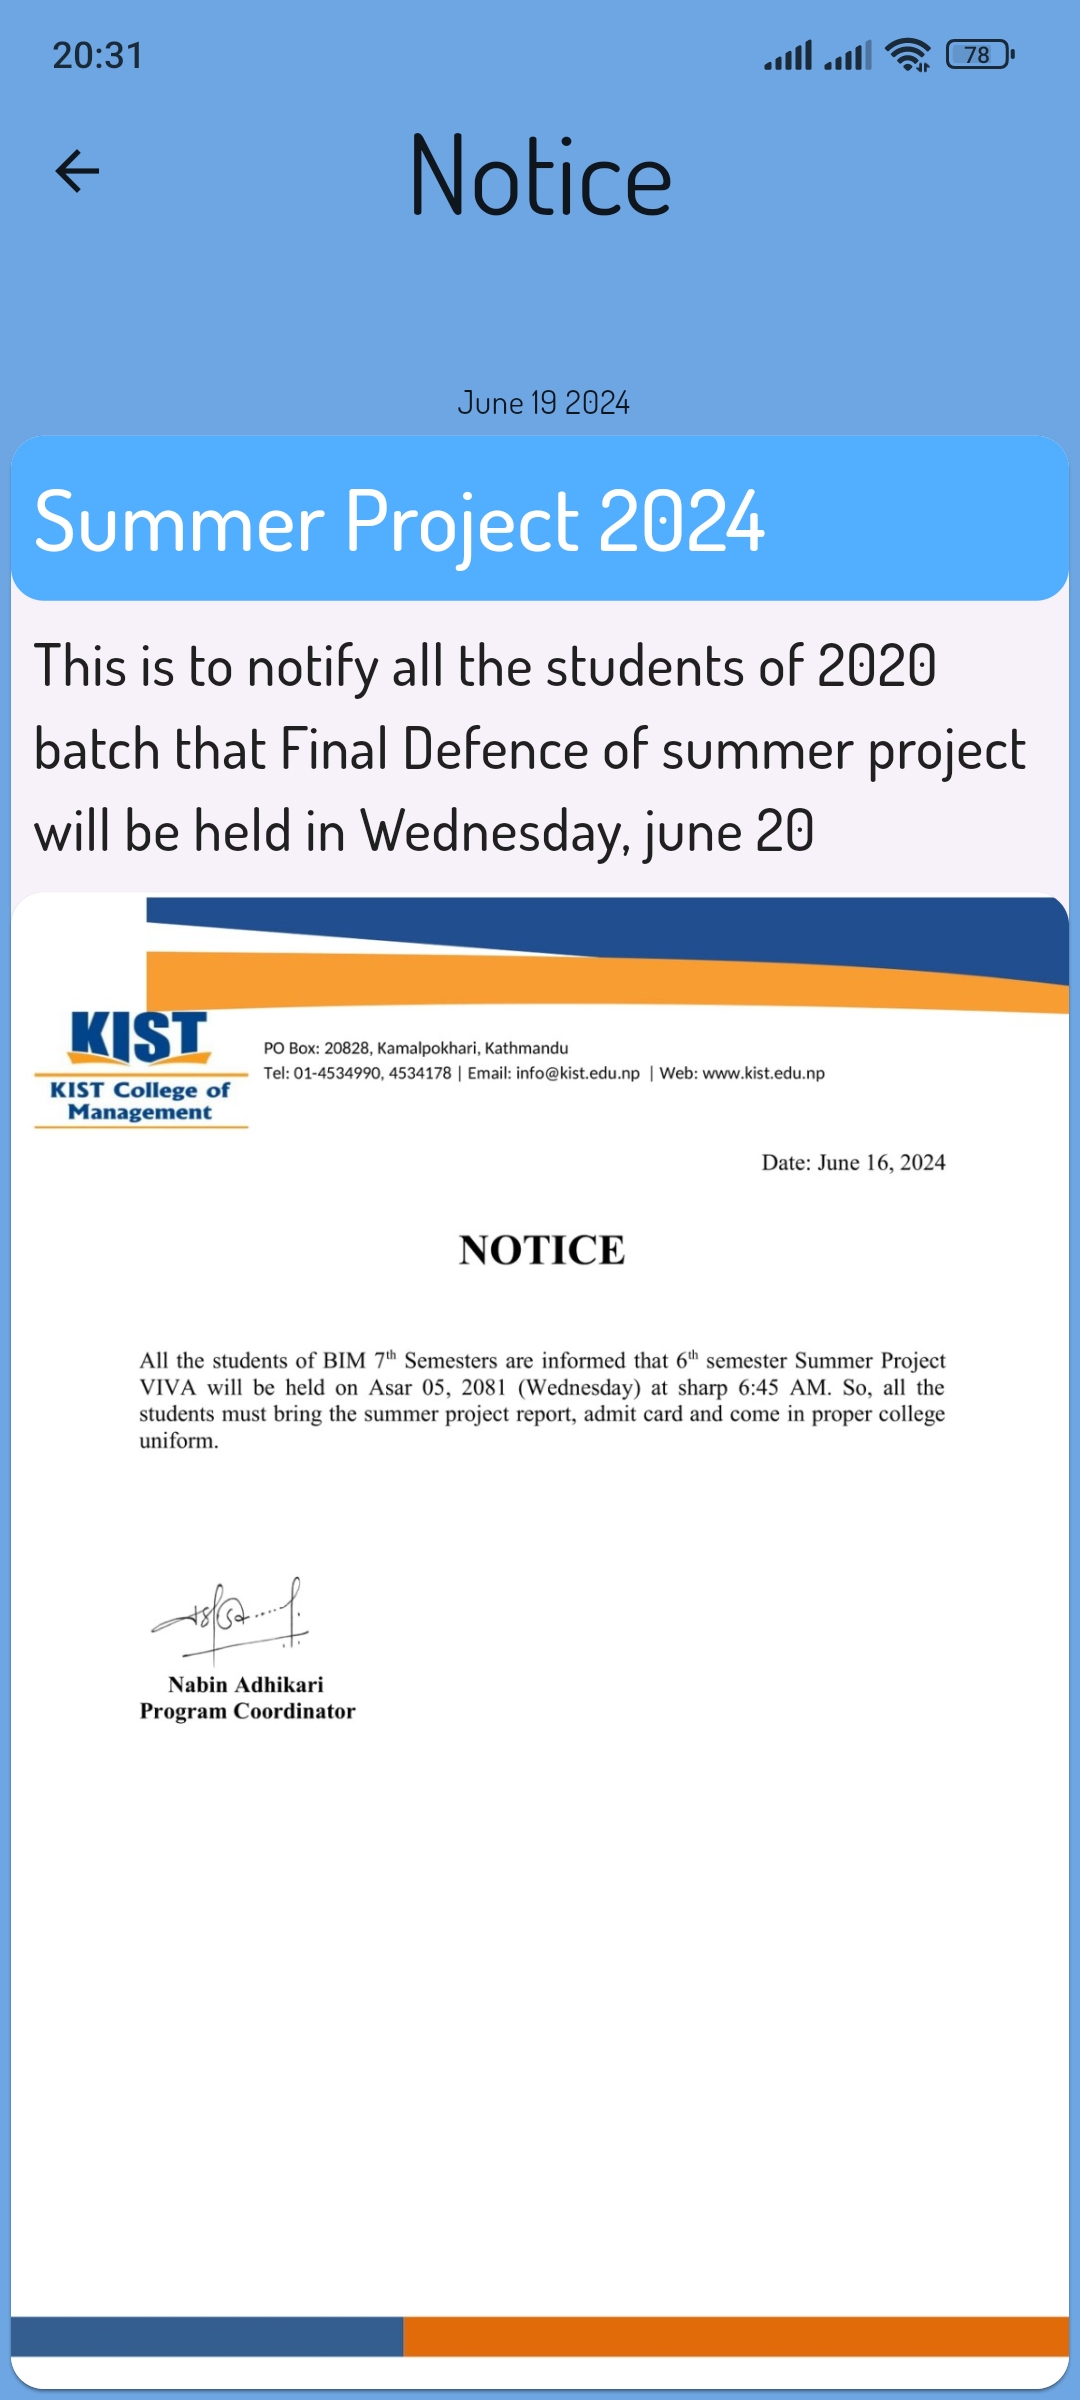 20:31
78
Notice
June 19 2024
Summer Project 2024
This is to notify all the students of 2020
batch that Final Defence of summer project
will be held in Wednesday, june 20
KIST
KIST College of
Management
PO Box: 20828, Kamalpokhari, Kathmandu
Tel: 01-4534990, 4534178 | Email: info@kist.edu.np | Web: www.kist.edu.np
Date: June 16, 2024
NOTICE
All the students of BIM 7th Semesters are informed that 6th semester Summer Project
VIVA will be held on Asar 05, 2081 (Wednesday) at sharp 6:45 AM. So, all the
students must bring the summer project report, admit card and come in proper college
uniform.
Nabin Adhikari
Program Coordinator